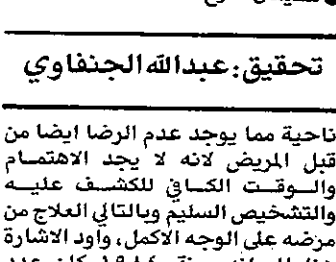 تحقيق: عبدالله الجنفاوي
ناحية مما يوجد عدم الرضا ايضا من
قبل المريض لانه لا يجد الاهتمام
والوقت الكافي للكشف عليه
والتشخيص السليم وبالتالي العلاج من
مرضه على الوجه الاكمل، واود الاشارة